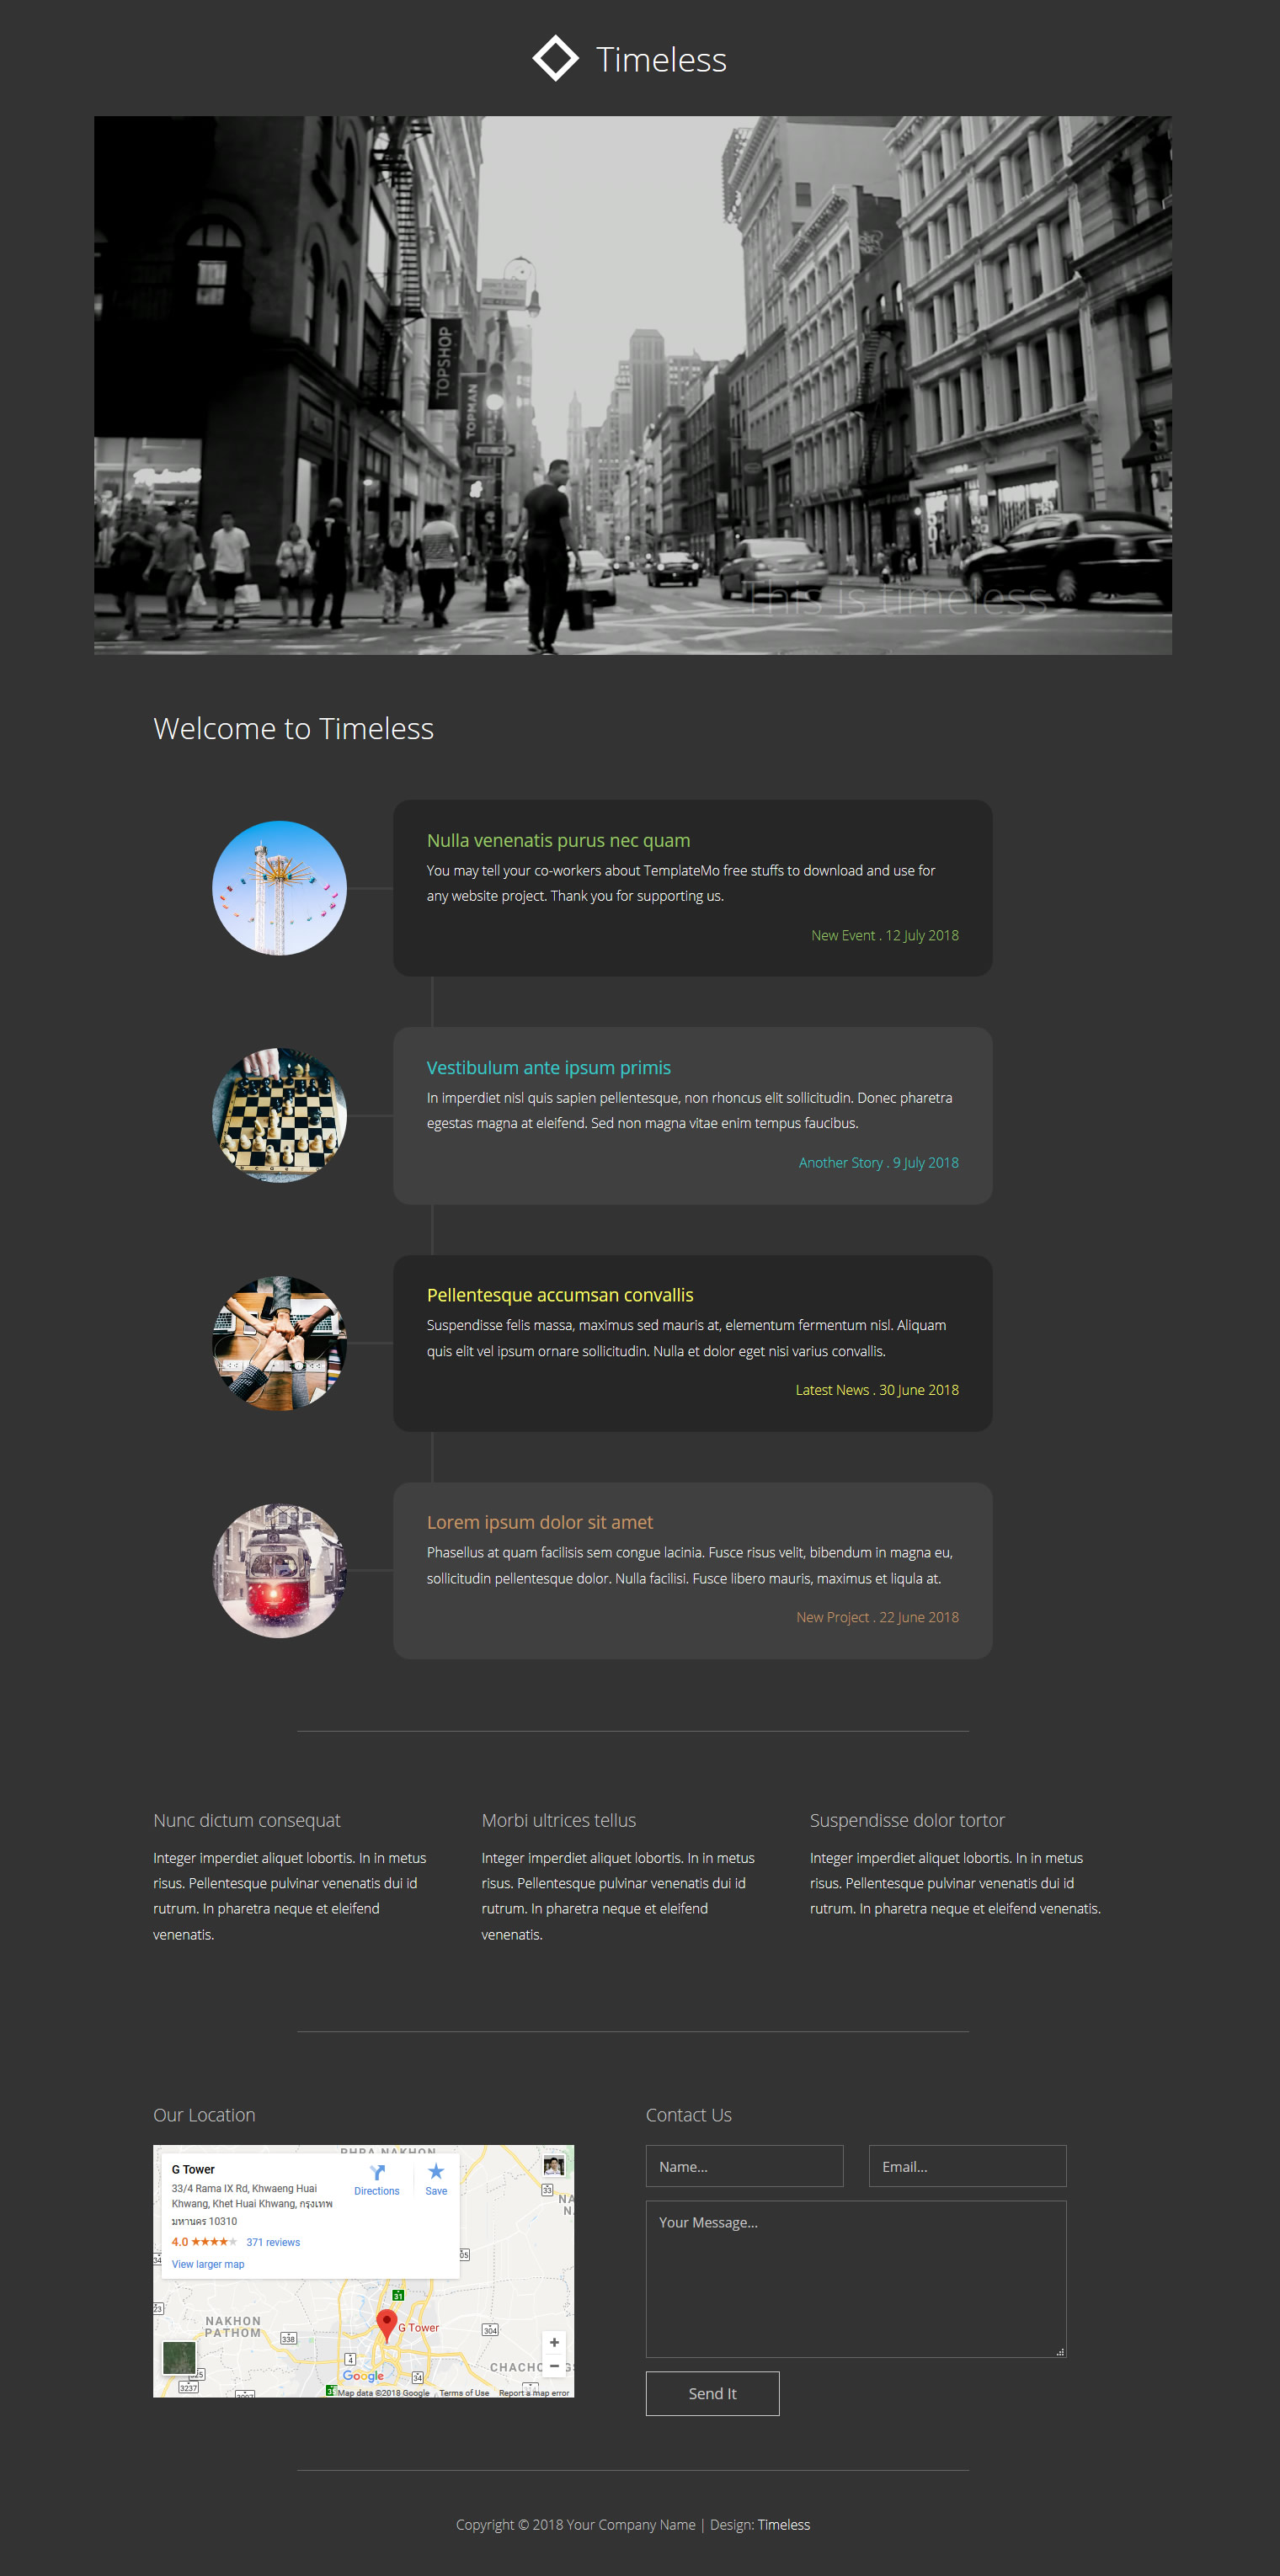 Timeless
TOPSHOP
TOPMAN
This is timeless
Welcome to Timeless
Nulla venenatis purus nec quam
You may tell your co-workers about TemplateMo free stuffs to download and use for
any website project. Thank you for supporting us.
New Event . 12 July 2018
Vestibulum ante ipsum primis
In imperdiet nisl quis sapien pellentesque, non rhoncus elit sollicitudin. Donec pharetra
egestas magna at eleifend. Sed non magna vitae enim tempus faucibus.
Another Story . 9 July 2018
Pellentesque accumsan convallis
Suspendisse felis massa, maximus sed mauris at, elementum fermentum nisl. Aliquam
quis elit vel ipsum ornare sollicitudin. Nulla et dolor eget nisi varius convallis.
Latest News . 30 June 2018
Lorem ipsum dolor sit amet
Phasellus at quam facilisis sem congue lacinia. Fusce risus velit, bibendum in magna eu,
sollicitudin pellentesque dolor. Nulla facilisi. Fusce libero mauris, maximus et liqula at.
New Project . 22 June 2018
Nunc dictum consequat
Integer imperdiet aliquet lobortis. In in metus
risus. Pellentesque pulvinar venenatis dui id
rutrum. In pharetra neque et eleifend
venenatis.
Morbi ultrices tellus
Integer imperdiet aliquet lobortis. In in metus
risus. Pellentesque pulvinar venenatis dui id
rutrum. In pharetra neque et eleifend
venenatis.
Suspendisse dolor tortor
Integer imperdiet aliquet lobortis. In in metus
risus. Pellentesque pulvinar venenatis dui id
rutrum. In pharetra neque et eleifend venenatis.
Our Location
PHRA NAKHON
G Tower
33/4 Rama IX Rd, Khwaeng Huai
Khwang, Khet Huai Khwang, กรุงเทพ
มหานคร 10310
4.0 ★★★★★ 371 reviews
View larger map
Directions
Save
33
31
NAKHON
PATHOM
338
G Tower
304
4
34
3237
Google
Map data ©2018 Google
Terms of Use
Report a map error
+
−
Contact Us
Name...
Email...
Your Message...
Send It
Copyright © 2018 Your Company Name | Design: Timeless